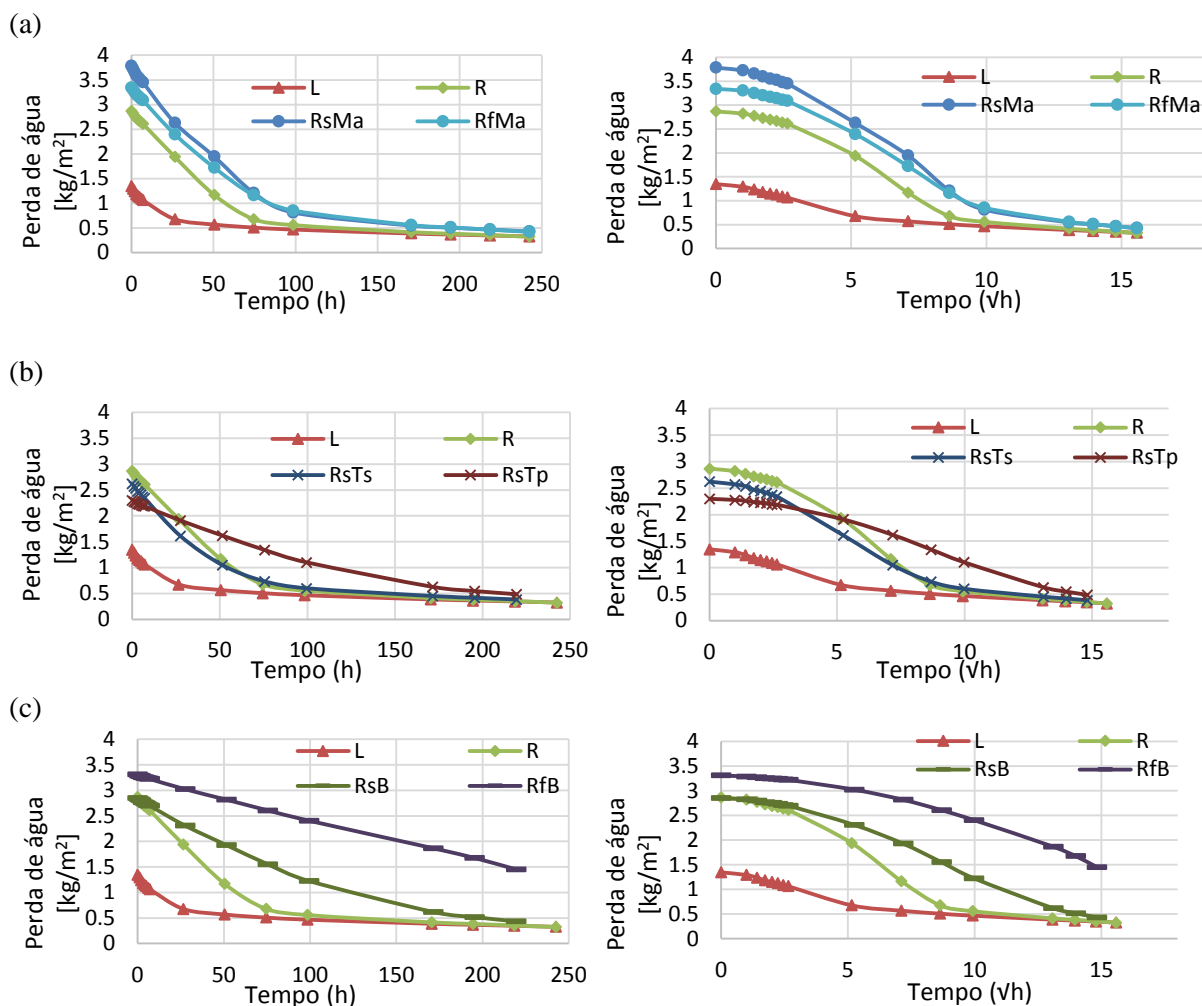 (a)
Perda de água
[kg/m²]
4
3.5
3
2.5
2
1.5
1
0.5
0
L
R
RsMa
RfMa
0
50
100
150
200
250
Tempo (h)
Perda de água
[kg/m²]
4
3.5
3
2.5
2
1.5
1
0.5
0
L
R
RsMa
RfMa
0
5
10
15
Tempo (√h)
(b)
Perda de água
[kg/m²]
4
3.5
3
2.5
2
1.5
1
0.5
0
L
R
RsTs
RsTp
0
50
100
150
200
250
Tempo (h)
Perda de água
[kg/m²]
4
3.5
3
2.5
2
1.5
1
0.5
0
L
R
RsTs
RsTp
0
5
10
15
Tempo (√h)
(c)
Perda de água
[kg/m²]
4
3.5
3
2.5
2
1.5
1
0.5
0
L
R
RsB
RfB
0
50
100
150
200
250
Tempo (h)
Perda de água
[kg/m²]
4
3.5
3
2.5
2
1.5
1
0.5
0
L
R
RsB
RfB
0
5
10
15
Tempo (√h)